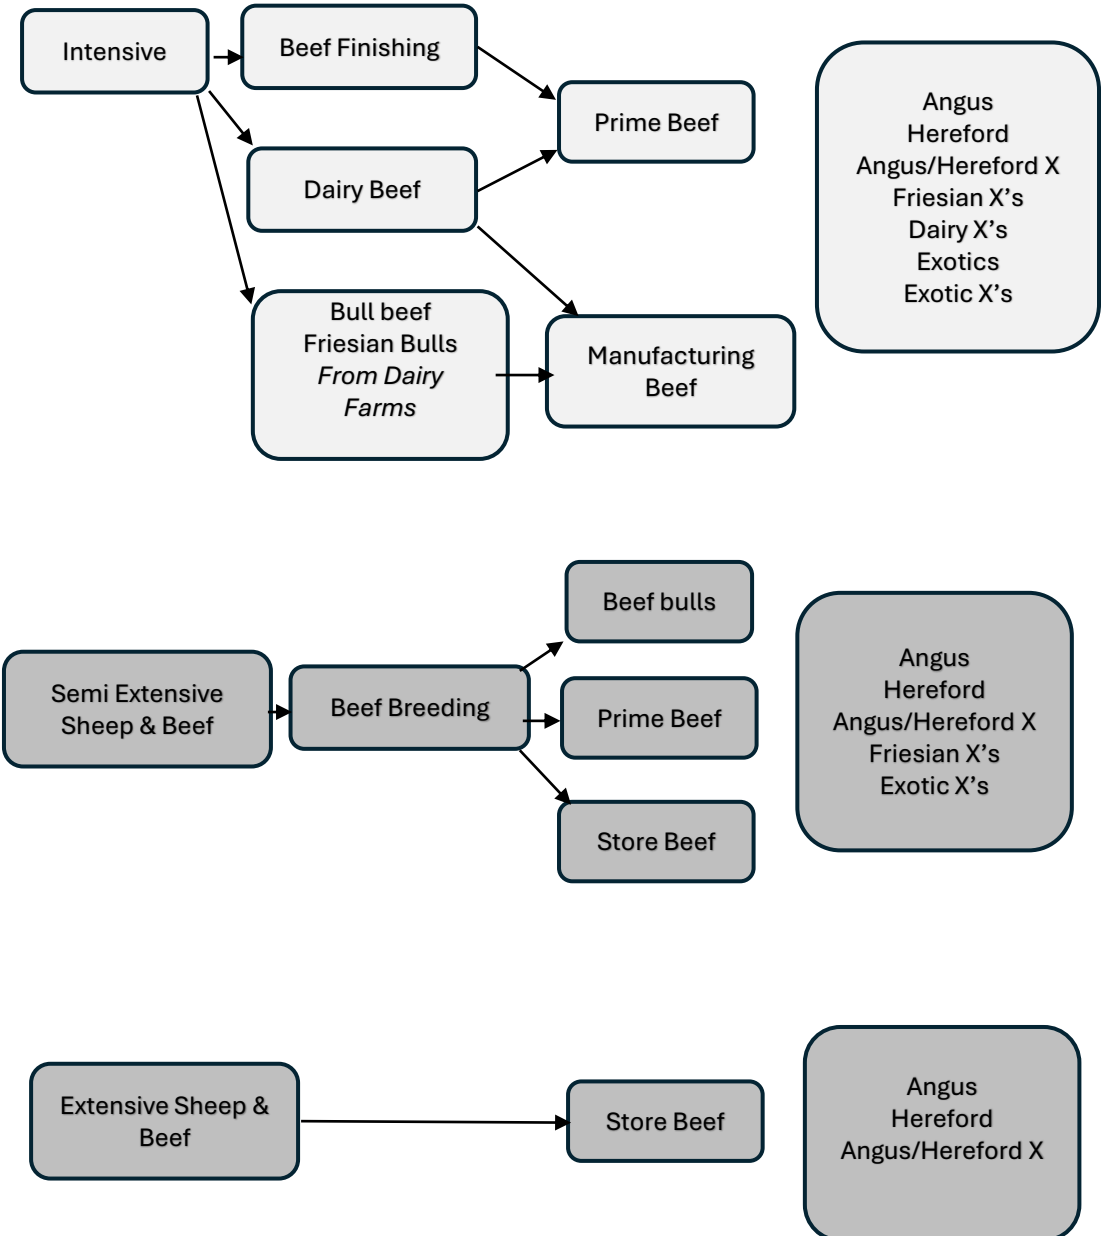 Intensive
Beef Finishing
Prime Beef
Dairy Beef
Bull beef
Friesian Bulls
From Dairy
Farms
Manufacturing
Beef
Angus
Hereford
Angus/Hereford X
Friesian X’s
Dairy X’s
Exotics
Exotic X’s
Semi Extensive
Sheep & Beef
Beef Breeding
Beef bulls
Prime Beef
Store Beef
Angus
Hereford
Angus/Hereford X
Friesian X’s
Exotic X’s
Extensive Sheep &
Beef
Store Beef
Angus
Hereford
Angus/Hereford X